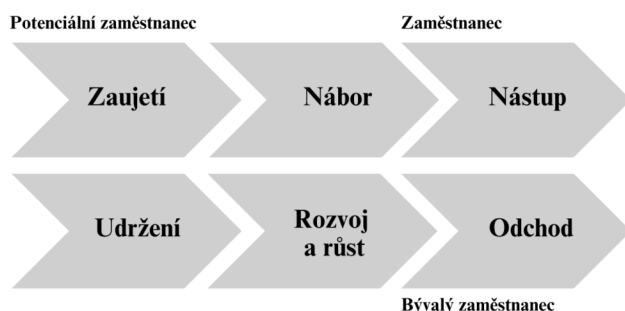 Potenciální zaměstnanec
Zaměstnanec
Zaujetí
Nábor
Nástup
Udržení
Rozvoj
a růst
Odchod
Bývalý zaměstnanec